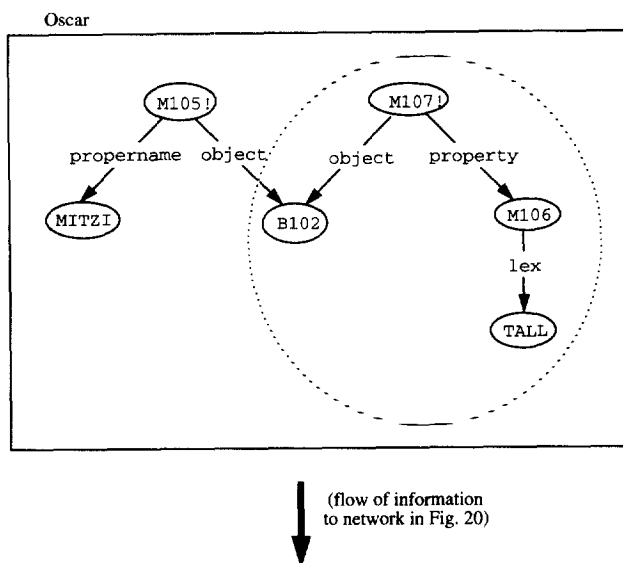 Oscar
M105!
M107!
propername
object
object
property
MITZI
B102
M106
lex
TALL
(flow of information
to network in Fig. 20)